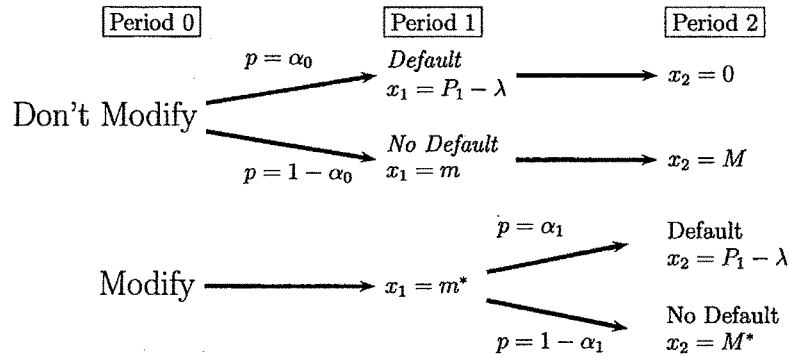 Period 0 Period 1 Period 2
p = α₀
Default
x₁ = P₁ − λ
x₂ = 0
Don't Modify
p = 1 − α₀
No Default
x₁ = m
x₂ = M
p = α₁
Default
x₂ = P₁ − λ
Modify
x₁ = m*
p = 1 − α₁
No Default
x₂ = M*